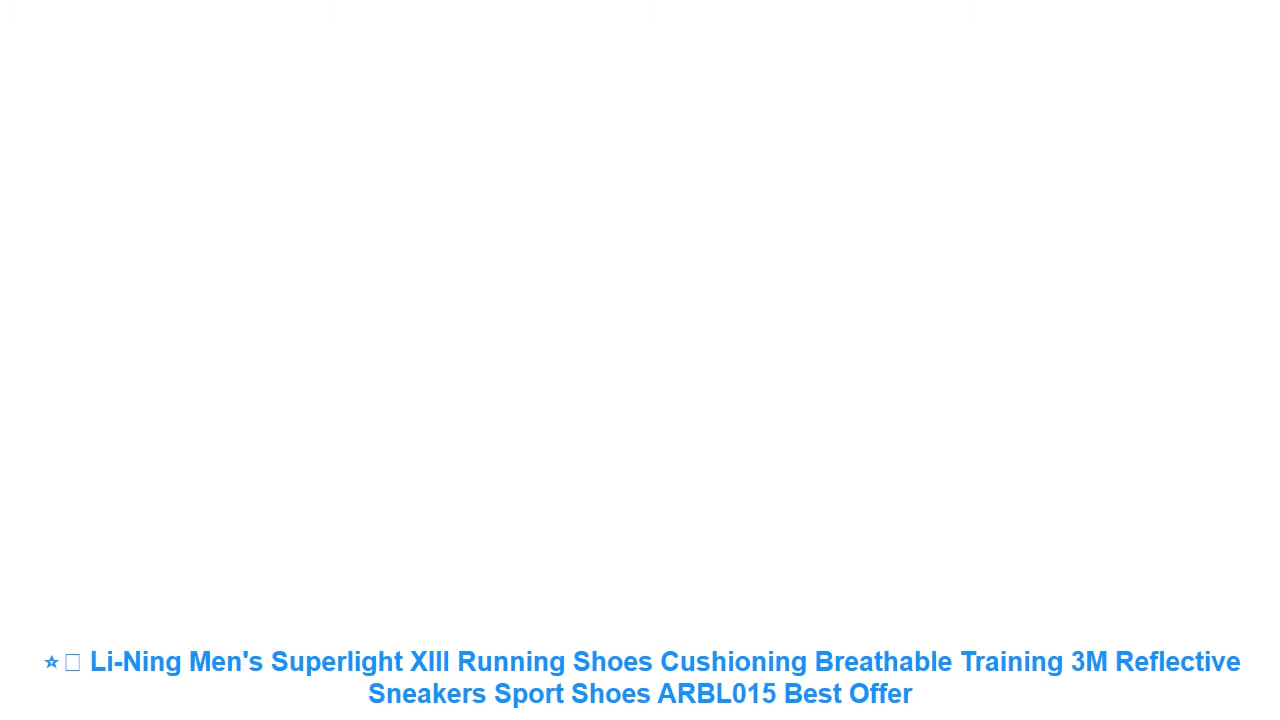 ⭐️ Li-Ning Men's Superlight XIII Running Shoes Cushioning Breathable Training 3M Reflective
Sneakers Sport Shoes ARBL015 Best Offer